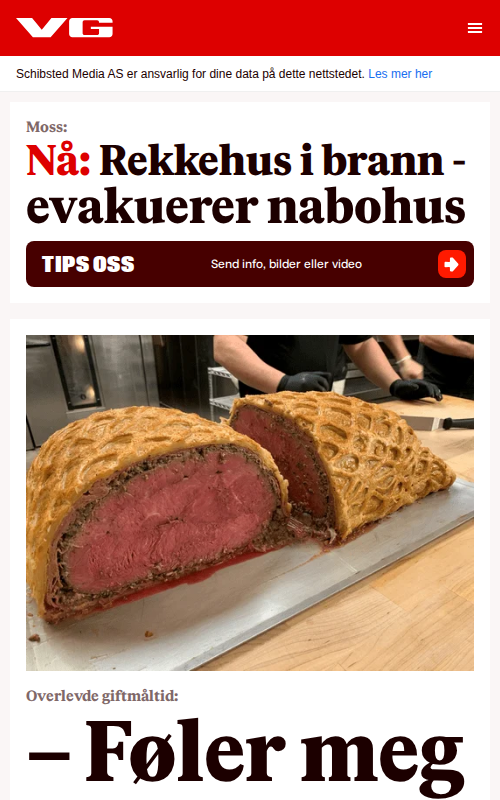 VG
Schibsted Media AS er ansvarlig for dine data på dette nettstedet. Les mer her
Moss:
Nå: Rekkehus i brann -
evakuerer nabohus
TIPS OSS
Send info, bilder eller video
Overlevde giftmåltid:
– Føler meg